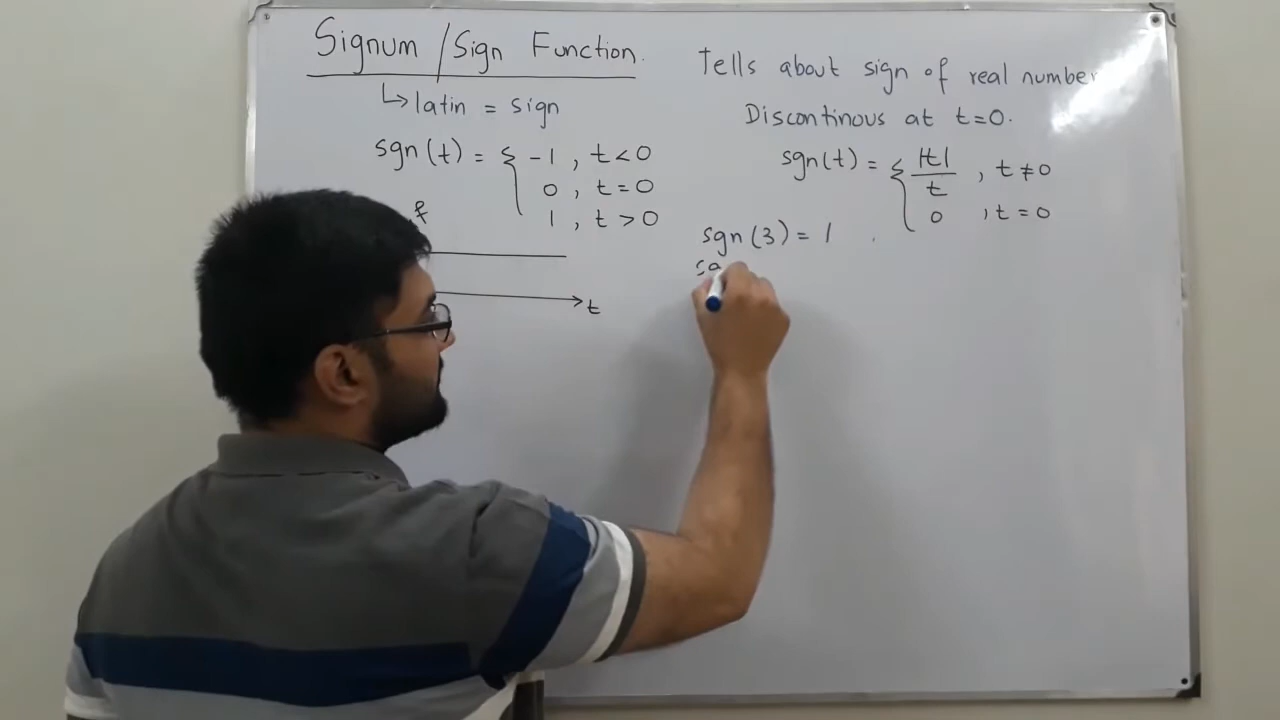 Signum / Sign Function.
↳ latin = sign
sgn(t) = { -1 , t < 0
0 , t = 0
1 , t > 0
f
t
Tells about sign of real number
Discontinous at t=0.
sgn(t) = { |t|/t , t ≠ 0
0 , t = 0
sgn(3) = 1
sg